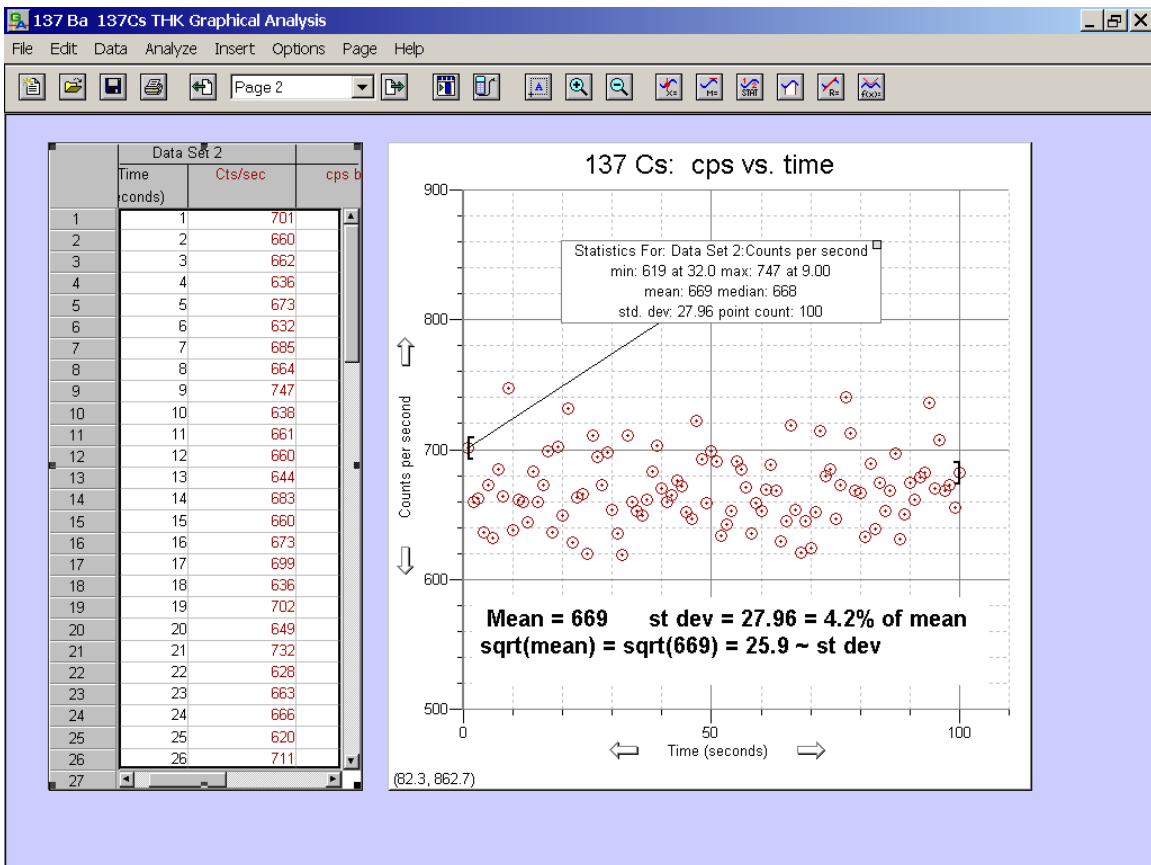 137 Ba 137Cs THK Graphical Analysis
File Edit Data Analyze Insert Options Page Help
Page 2
A X= M= STAT R= f(x)=
Data Set 2
Time Cts/sec cps b
conds)
1 1 701
2 2 660
3 3 662
4 4 636
5 5 673
6 6 632
7 7 685
8 8 664
9 9 747
10 10 638
11 11 661
12 12 660
13 13 644
14 14 683
15 15 660
16 16 673
17 17 699
18 18 636
19 19 702
20 20 649
21 21 732
22 22 628
23 23 663
24 24 666
25 25 620
26 26 711
27
137 Cs: cps vs. time
900
800
700
600
500
Counts per second
Statistics For: Data Set 2:Counts per second
min: 619 at 32.0 max: 747 at 9.00
mean: 669 median: 668
std. dev: 27.96 point count: 100
Mean = 669 st dev = 27.96 = 4.2% of mean
sqrt(mean) = sqrt(669) = 25.9 ~ st dev
0 50 100
Time (seconds)
(82.3, 862.7)